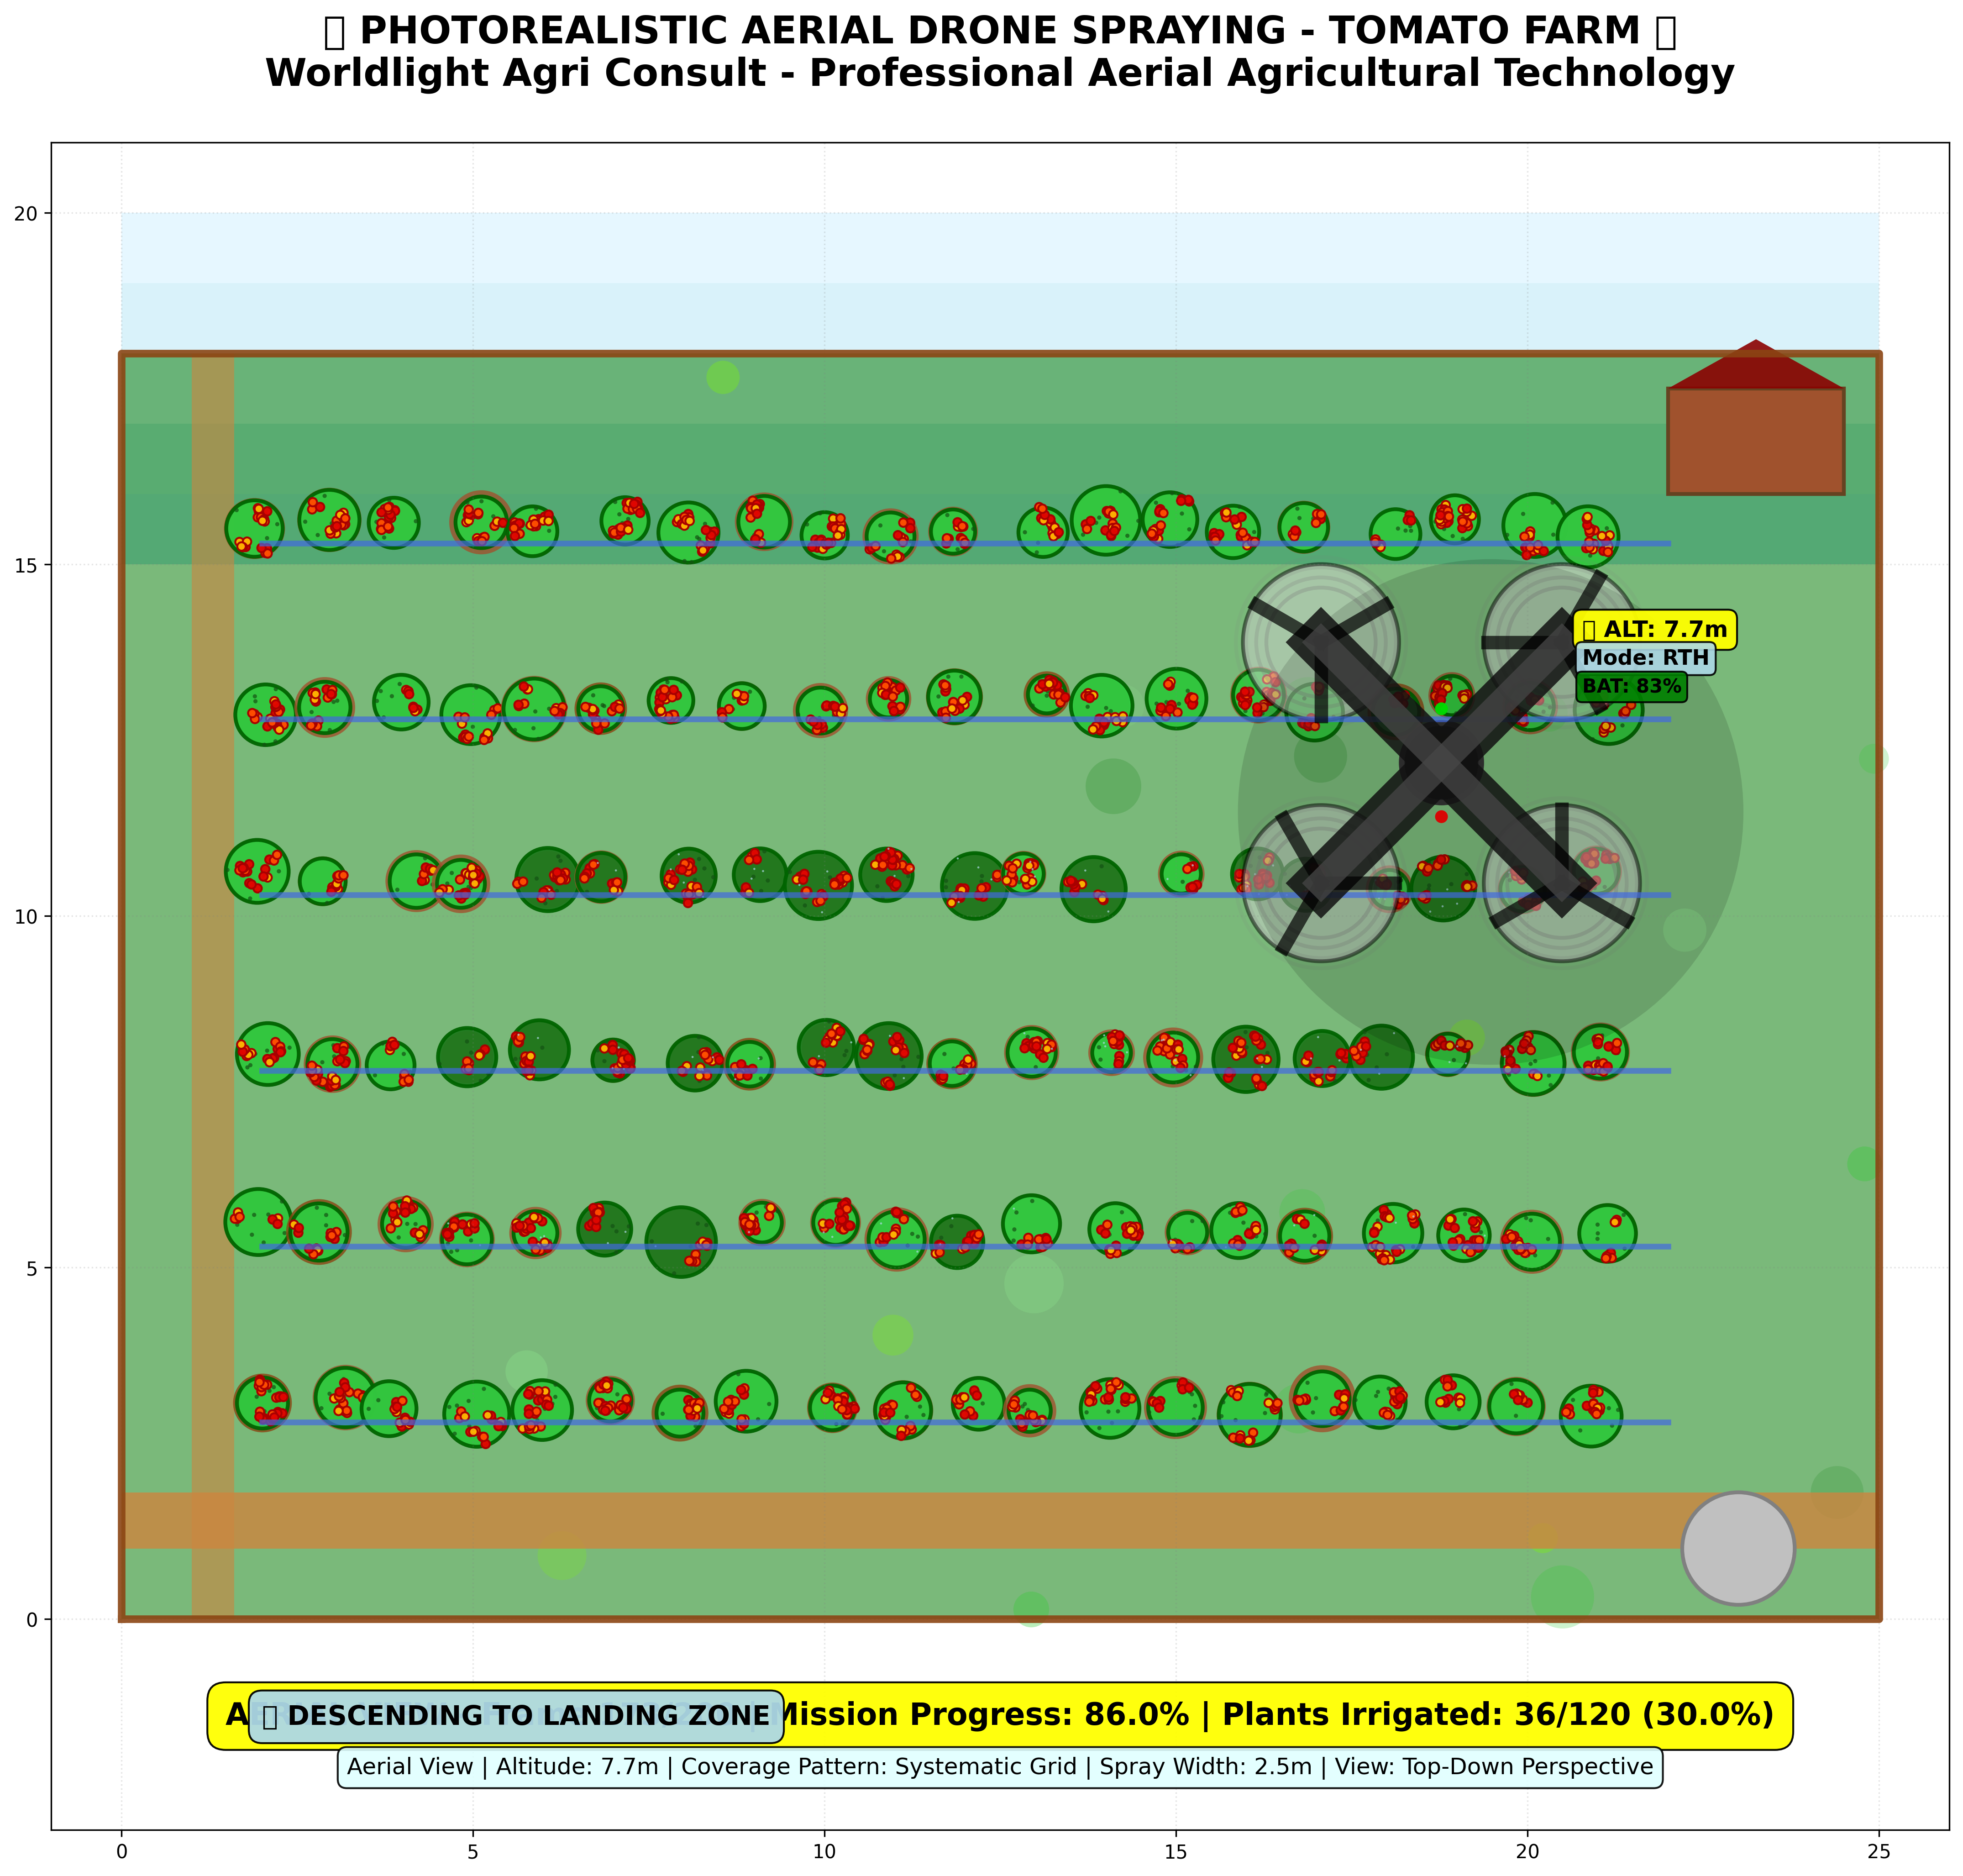 PHOTOREALISTIC AERIAL DRONE SPRAYING - TOMATO FARM
Worldlight Agri Consult - Professional Aerial Agricultural Technology
20
15
10
5
0
ALT: 7.7m
Mode: RTH
BAT: 83%
DESCENDING TO LANDING ZONE
Mission Progress: 86.0% | Plants Irrigated: 36/120 (30.0%)
Aerial View | Altitude: 7.7m | Coverage Pattern: Systematic Grid | Spray Width: 2.5m | View: Top-Down Perspective
0
5
10
15
20
25